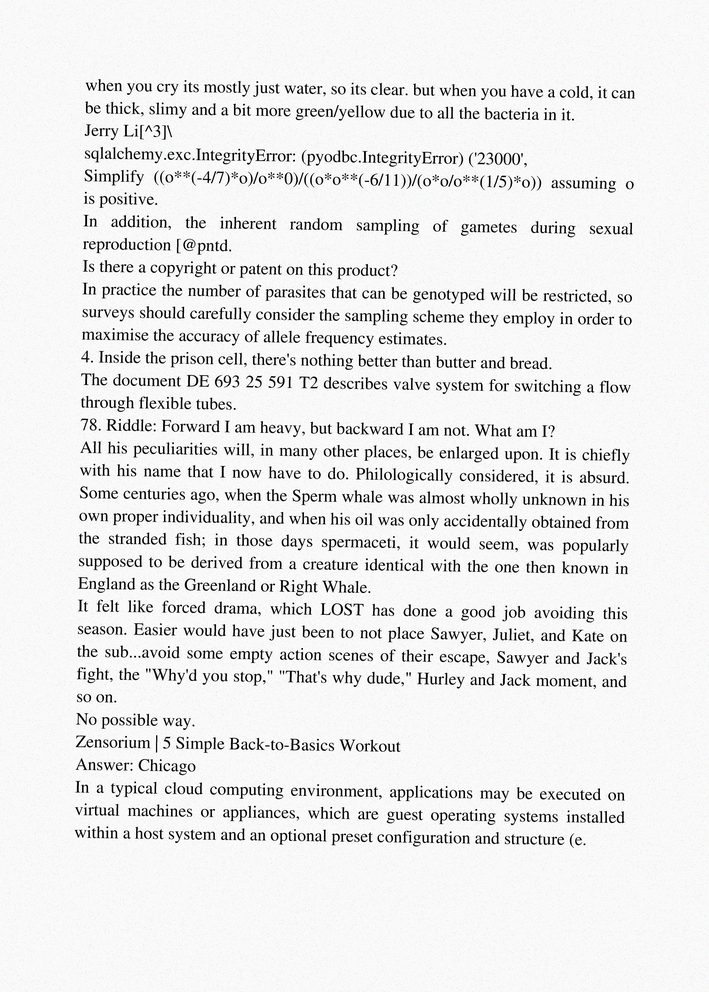 when you cry its mostly just water, so its clear. but when you have a cold, it can
be thick, slimy and a bit more green/yellow due to all the bacteria in it.
Jerry Li[^3]\
sqlalchemy.exc.IntegrityError: (pyodbc.IntegrityError) ('23000',
Simplify ((o**(-4/7)*o)/o**0)/((o*o**(-6/11))/(o*o/o**(1/5)*o)) assuming o
is positive.
In addition, the inherent random sampling of gametes during sexual
reproduction [@pntd.
Is there a copyright or patent on this product?
In practice the number of parasites that can be genotyped will be restricted, so
surveys should carefully consider the sampling scheme they employ in order to
maximise the accuracy of allele frequency estimates.
4. Inside the prison cell, there's nothing better than butter and bread.
The document DE 693 25 591 T2 describes valve system for switching a flow
through flexible tubes.
78. Riddle: Forward I am heavy, but backward I am not. What am I?
All his peculiarities will, in many other places, be enlarged upon. It is chiefly
with his name that I now have to do. Philologically considered, it is absurd.
Some centuries ago, when the Sperm whale was almost wholly unknown in his
own proper individuality, and when his oil was only accidentally obtained from
the stranded fish; in those days spermaceti, it would seem, was popularly
supposed to be derived from a creature identical with the one then known in
England as the Greenland or Right Whale.
It felt like forced drama, which LOST has done a good job avoiding this
season. Easier would have just been to not place Sawyer, Juliet, and Kate on
the sub...avoid some empty action scenes of their escape, Sawyer and Jack's
fight, the "Why'd you stop," "That's why dude," Hurley and Jack moment, and
so on.
No possible way.
Zensorium | 5 Simple Back-to-Basics Workout
Answer: Chicago
In a typical cloud computing environment, applications may be executed on
virtual machines or appliances, which are guest operating systems installed
within a host system and an optional preset configuration and structure (e.